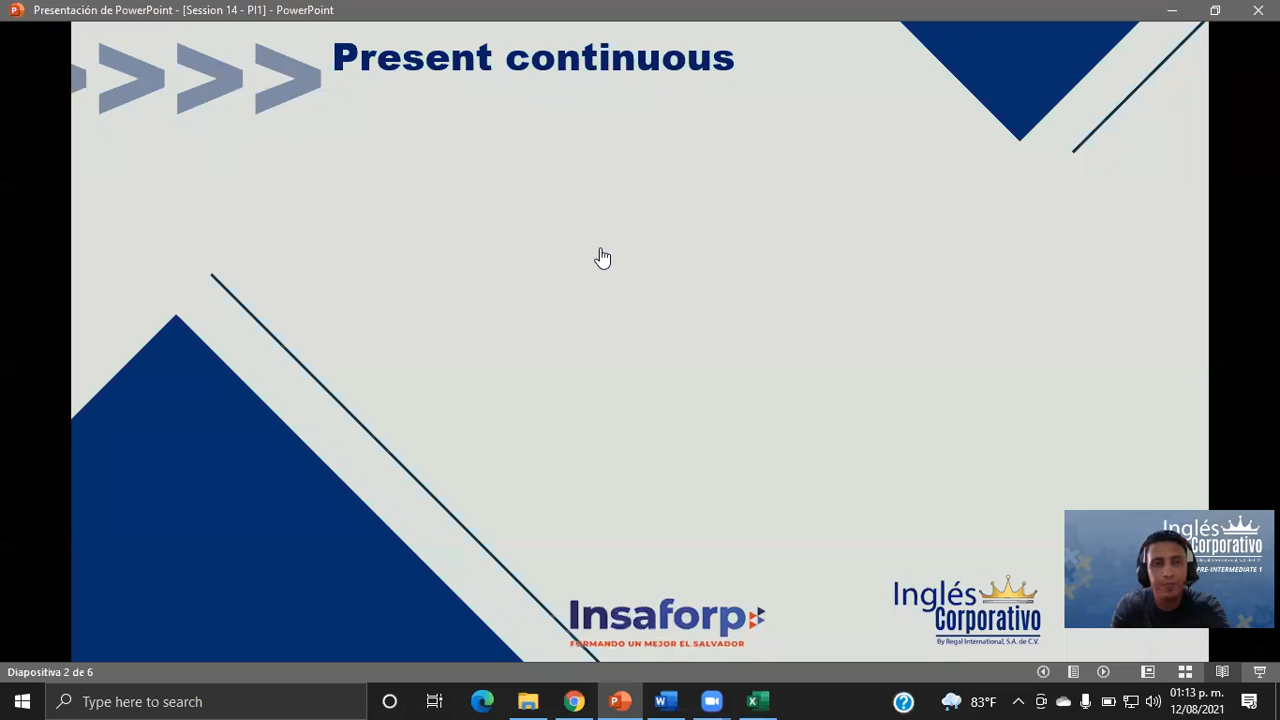 Presentación de PowerPoint - [Session 14 - PI1] - PowerPoint
Present continuous
Inglés
Corporativo
PRE-INTERMEDIATE 1
Insaforp
FORMANDO UN MEJOR EL SALVADOR
Inglés
Corporativo
By Regal International, S.A. de C.V.
Diapositiva 2 de 6
Type here to search
83°F
01:13 p. m.
12/08/2021